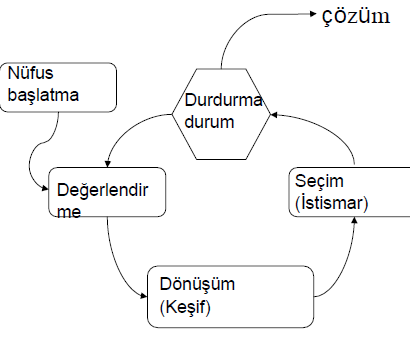 çözüm
Nüfus
başlatma
Durdurma
durum
Değerlendir
me
Seçim
(İstismar)
Dönüşüm
(Keşif)